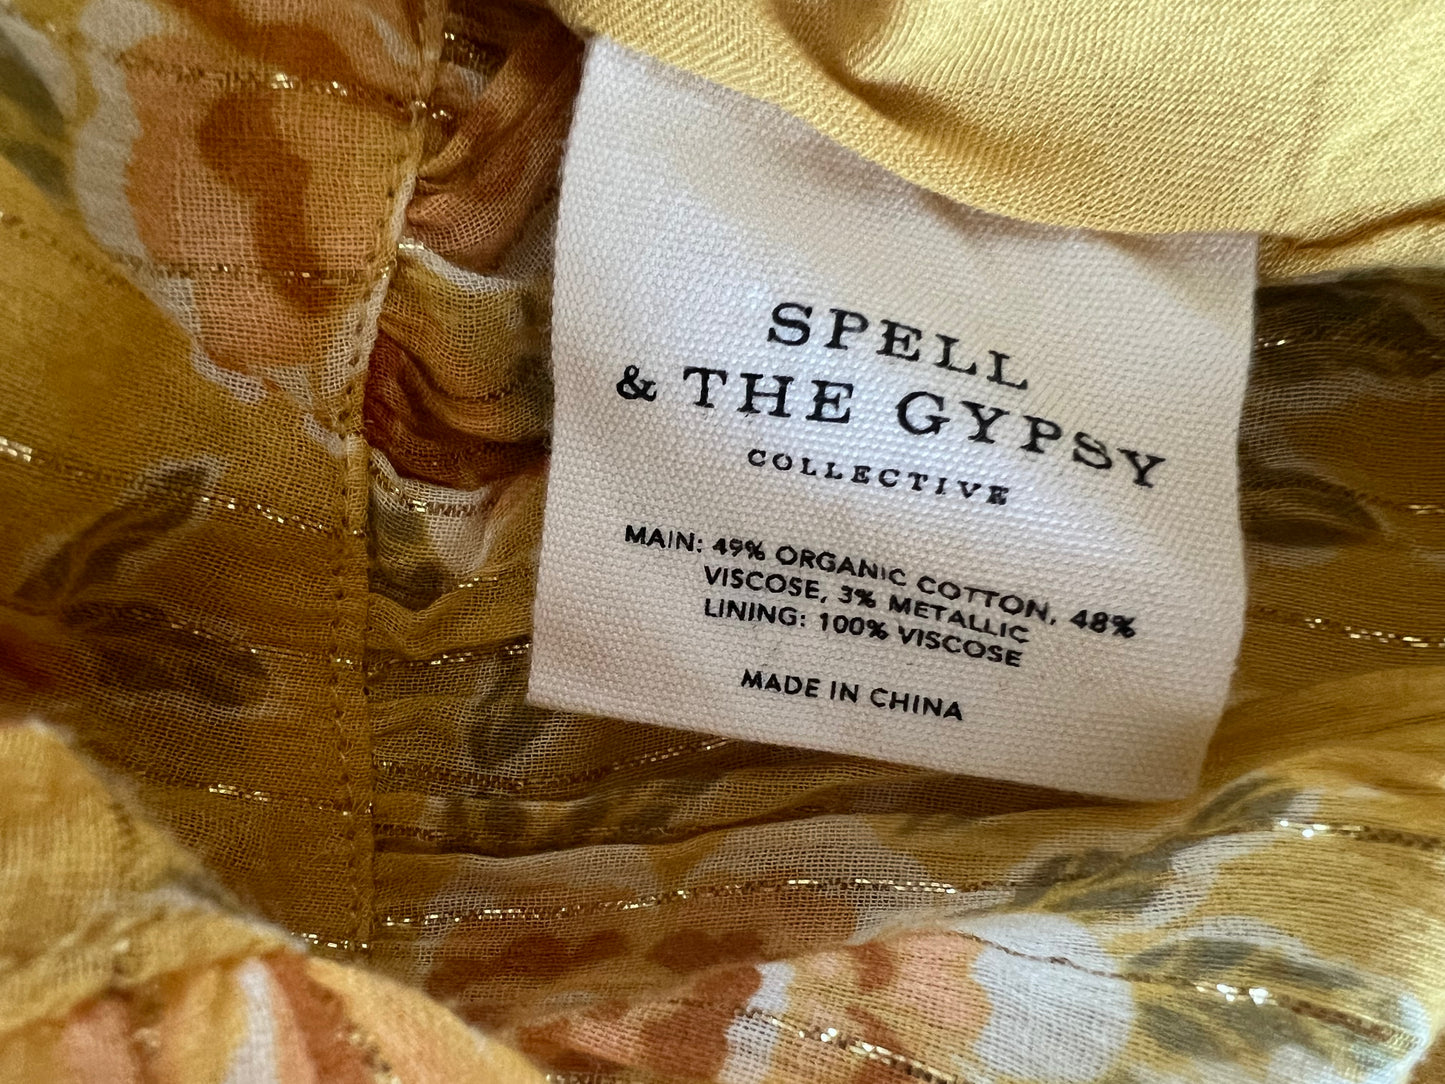 SPELL
& THE GYPSY
COLLECTIVE
MAIN: 49% ORGANIC COTTON, 48%
VISCOSE, 3% METALLIC
LINING: 100% VISCOSE
MADE IN CHINA